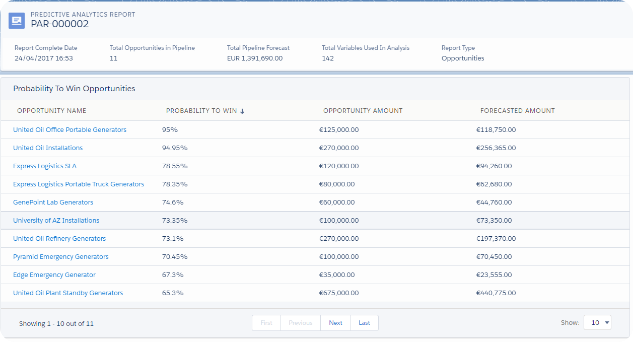 PREDICTIVE ANALYTICS REPORT
PAR 000002
Report Complete Date Total Opportunities in Pipeline Total Pipeline Forecast Total Variables Used In Analysis Report Type
24/04/2017 16:53 11 EUR 1,391,690.00 142 Opportunities
Probability To Win Opportunities
OPPORTUNITY NAME PROBABILITY TO WIN ↓ OPPORTUNITY AMOUNT FORECASTED AMOUNT
United Oil Office Portable Generators 95% €125,000.00 €118,750.00
United Oil Installations 94.95% €270,000.00 €256,365.00
Express Logistics SLA 78.55% €120,000.00 €94,260.00
Express Logistics Portable Truck Generators 78.35% €80,000.00 €62,680.00
GenePoint Lab Generators 74.6% €60,000.00 €44,760.00
University of AZ Installations 73.35% €100,000.00 €73,350.00
United Oil Refinery Generators 73.1% €270,000.00 €197,370.00
Pyramid Emergency Generators 70.45% €100,000.00 €70,450.00
Edge Emergency Generator 67.3% €35,000.00 €23,555.00
United Oil Plant Standby Generators 65.3% €675,000.00 €440,775.00
Showing 1 - 10 out of 11 First Previous Next Last Show: 10